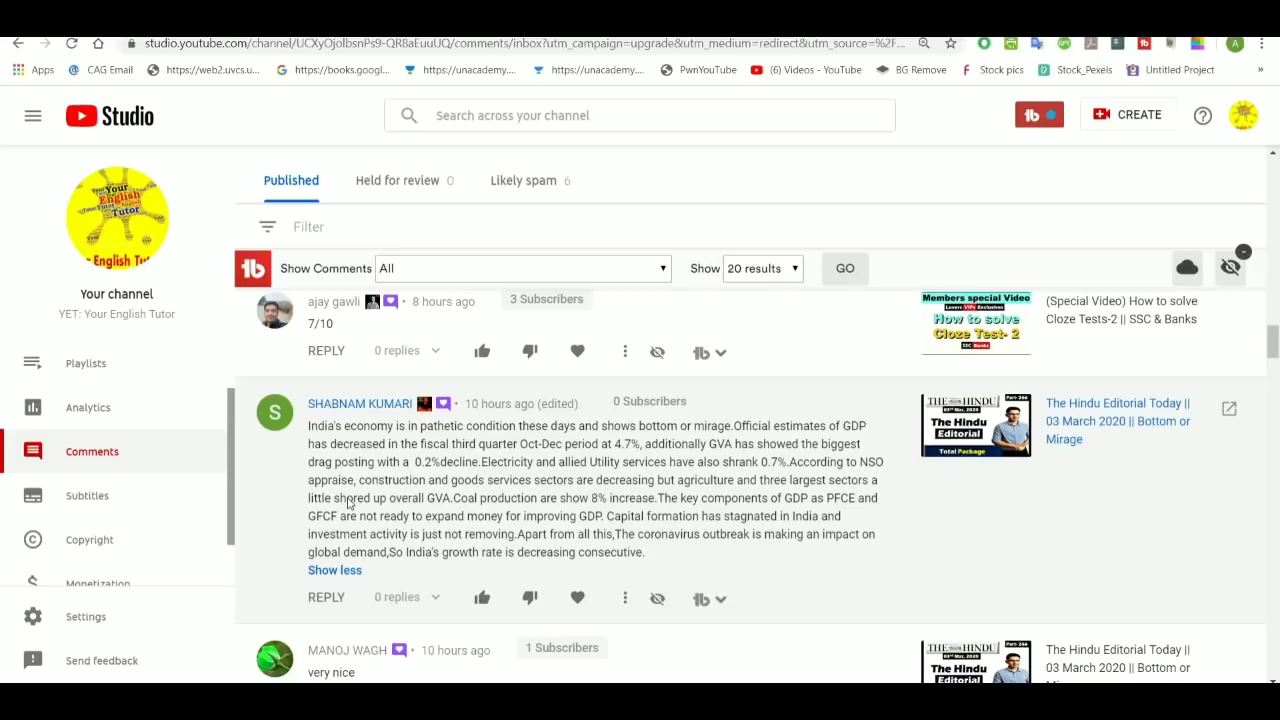 studio.youtube.com/channel/UCXyOjolbsnPs9-QR8aEuuUQ/comments/inbox?utm_campaign=upgrade&utm_medium=redirect&utm_source=%2F...
Apps CAG Email https://web2.uvcs.u... https://books.googl... https://unacademy.... https://unacademy.... PwnYouTube (6) Videos - YouTube BG Remove Stock pics Stock_Pexels Untitled Project »
Studio
Search across your channel
CREATE
Your channel
YET: Your English Tutor
Playlists
Analytics
Comments
Subtitles
Copyright
Monetization
Settings
Send feedback
Published Held for review 0 Likely spam 6
Filter
Show Comments All Show 20 results GO
ajay gawli • 8 hours ago 3 Subscribers
7/10
REPLY 0 replies
Members special Video
How to solve
Cloze Test- 2
SSC & Banks
(Special Video) How to solve
Cloze Tests-2 || SSC & Banks
SHABNAM KUMARI • 10 hours ago (edited) 0 Subscribers
India's economy is in pathetic condition these days and shows bottom or mirage.Official estimates of GDP
has decreased in the fiscal third quarter Oct-Dec period at 4.7%, additionally GVA has showed the biggest
drag posting with a 0.2%decline.Electricity and allied Utility services have also shrank 0.7%.According to NSO
appraise, construction and goods services sectors are decreasing but agriculture and three largest sectors a
little shored up overall GVA.Coal production are show 8% increase.The key components of GDP as PFCE and
GFCF are not ready to expand money for improving GDP. Capital formation has stagnated in India and
investment activity is just not removing.Apart from all this,The coronavirus outbreak is making an impact on
global demand,So India's growth rate is decreasing consecutive.
Show less
REPLY 0 replies
THE HINDU
The Hindu
Editorial
Total Package
The Hindu Editorial Today ||
03 March 2020 || Bottom or
Mirage
MANOJ WAGH • 10 hours ago 1 Subscribers
very nice
THE HINDU
The Hindu
The Hindu Editorial Today ||
03 March 2020 || Bottom or